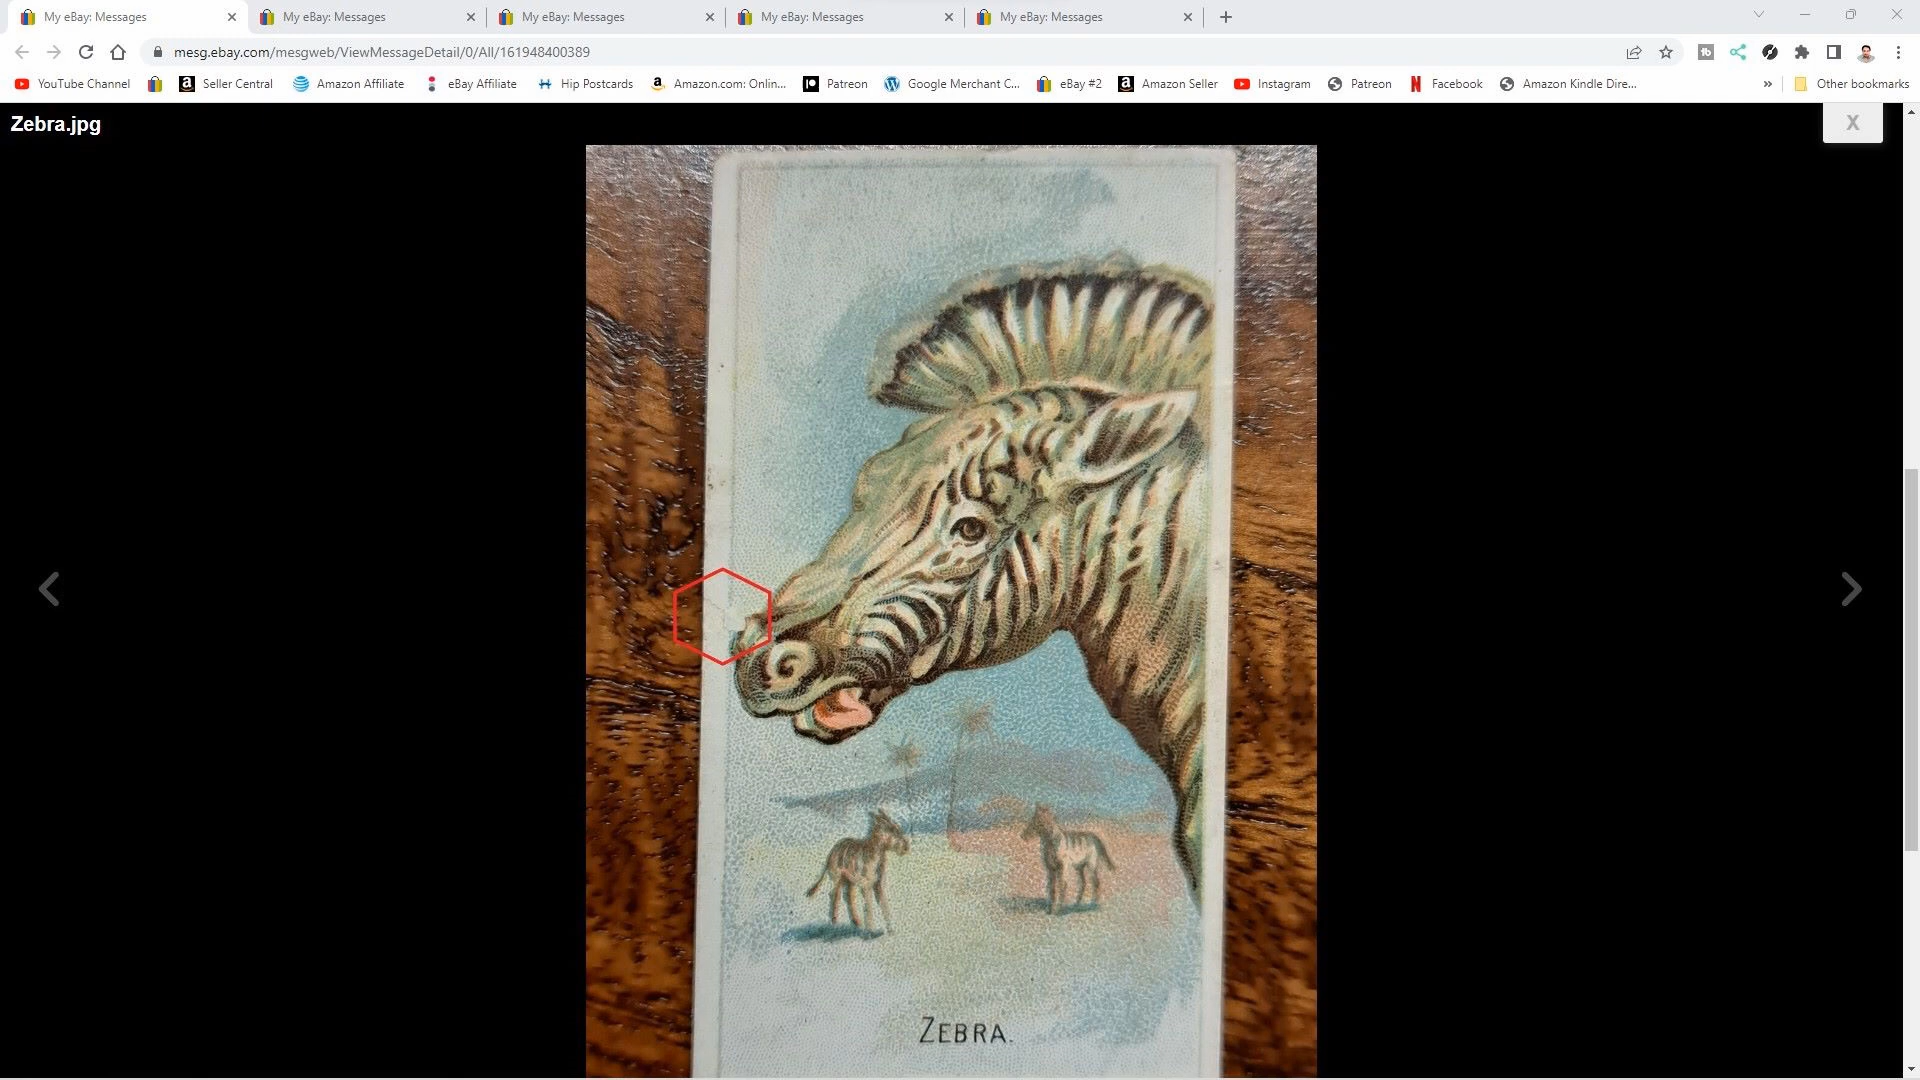 My eBay: Messages
My eBay: Messages
My eBay: Messages
My eBay: Messages
My eBay: Messages
mesg.ebay.com/mesgweb/ViewMessageDetail/0/All/161948400389
YouTube Channel
Seller Central
Amazon Affiliate
eBay Affiliate
Hip Postcards
Amazon.com: Onlin...
Patreon
Google Merchant C...
eBay #2
Amazon Seller
Instagram
Patreon
Facebook
Amazon Kindle Dire...
»
Other bookmarks
Zebra.jpg
X
ZEBRA.